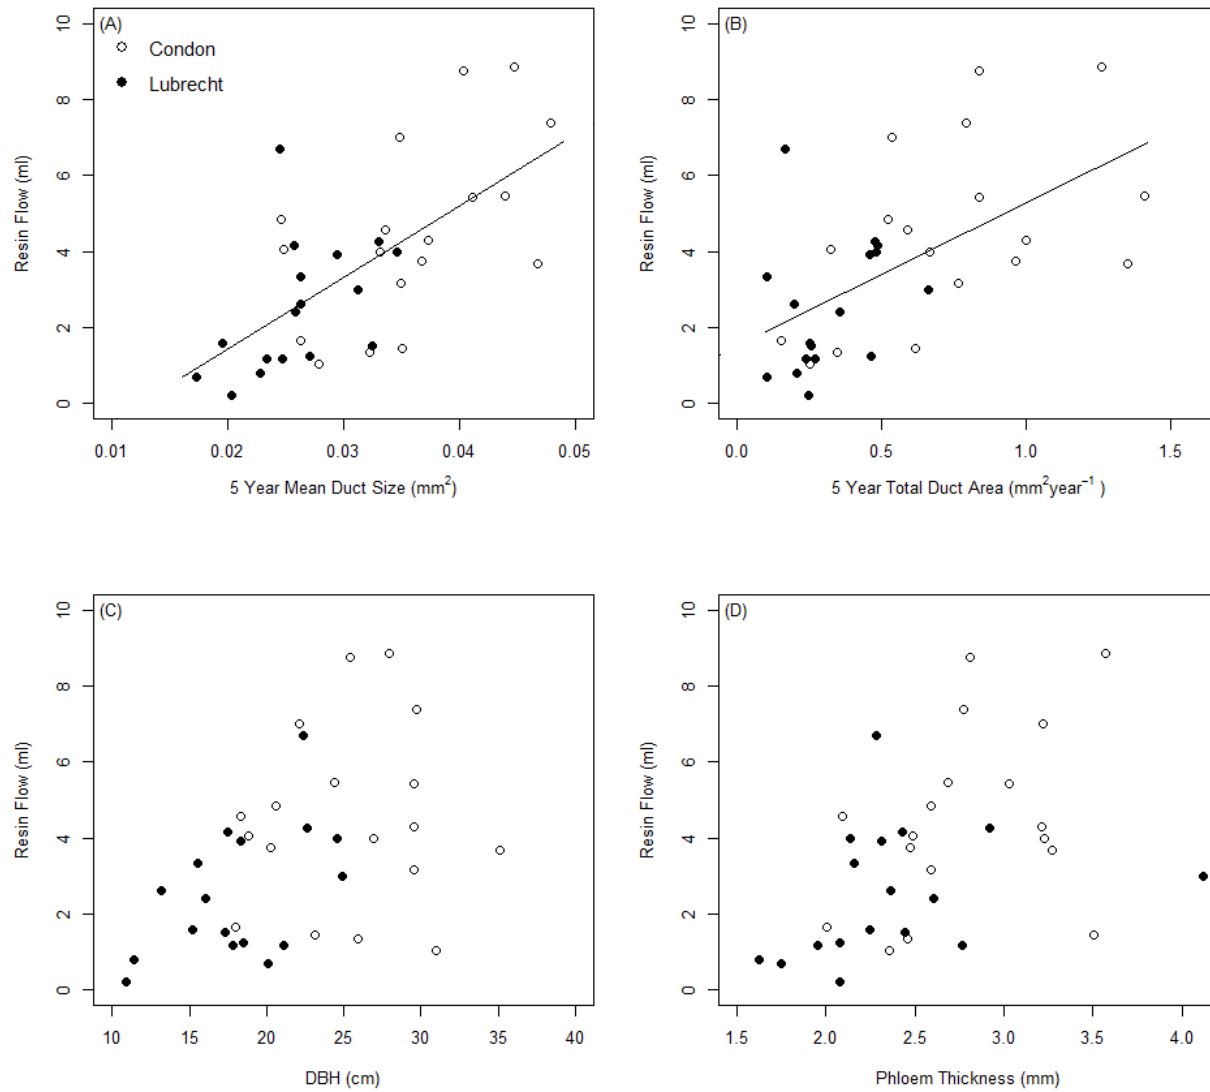 (A)
Condon
Lubrecht
Resin Flow (ml)
0 2 4 6 8 10
0.01 0.02 0.03 0.04 0.05
5 Year Mean Duct Size (mm²)
(B)
Resin Flow (ml)
0 2 4 6 8 10
0.0 0.5 1.0 1.5
5 Year Total Duct Area (mm²year⁻¹ )
(C)
Resin Flow (ml)
0 2 4 6 8 10
10 15 20 25 30 35 40
DBH (cm)
(D)
Resin Flow (ml)
0 2 4 6 8 10
1.5 2.0 2.5 3.0 3.5 4.0
Phloem Thickness (mm)